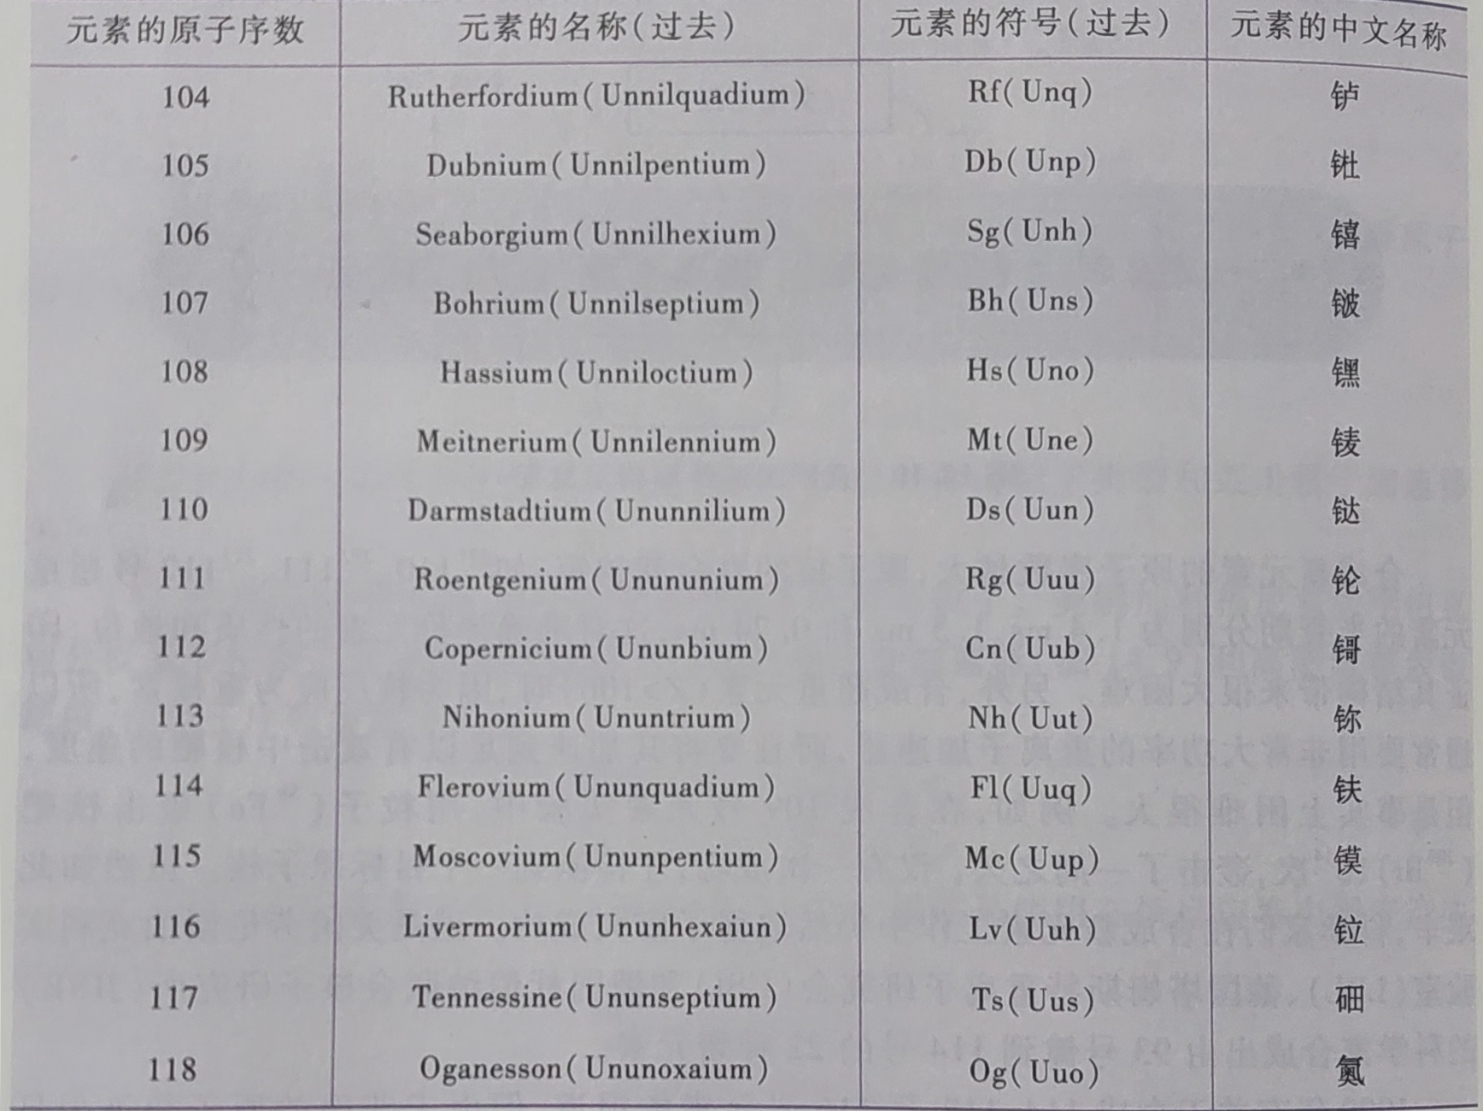 元素的原子序数 元素的名称(过去) 元素的符号(过去) 元素的中文名称
104 Rutherfordium(Unnilquadium) Rf(Unq) 𬬻
105 Dubnium(Unnilpentium) Db(Unp) 𬭊
106 Seaborgium(Unnilhexium) Sg(Unh) 𬭳
107 Bohrium(Unnilseptium) Bh(Uns) 𬭛
108 Hassium(Unniloctium) Hs(Uno) 𬭶
109 Meitnerium(Unnilennium) Mt(Une) 鿏
110 Darmstadtium(Ununnilium) Ds(Uun) 𫟼
111 Roentgenium(Unununium) Rg(Uuu) 𬬭
112 Copernicium(Ununbium) Cn(Uub) 鿔
113 Nihonium(Ununtrium) Nh(Uut) 鿭
114 Flerovium(Ununquadium) Fl(Uuq) 𫓧
115 Moscovium(Ununpentium) Mc(Uup) 镆
116 Livermorium(Ununhexaiun) Lv(Uuh) 𫟷
117 Tennessine(Ununseptium) Ts(Uus) 鿬
118 Oganesson(Ununoxaium) Og(Uuo) 鿫